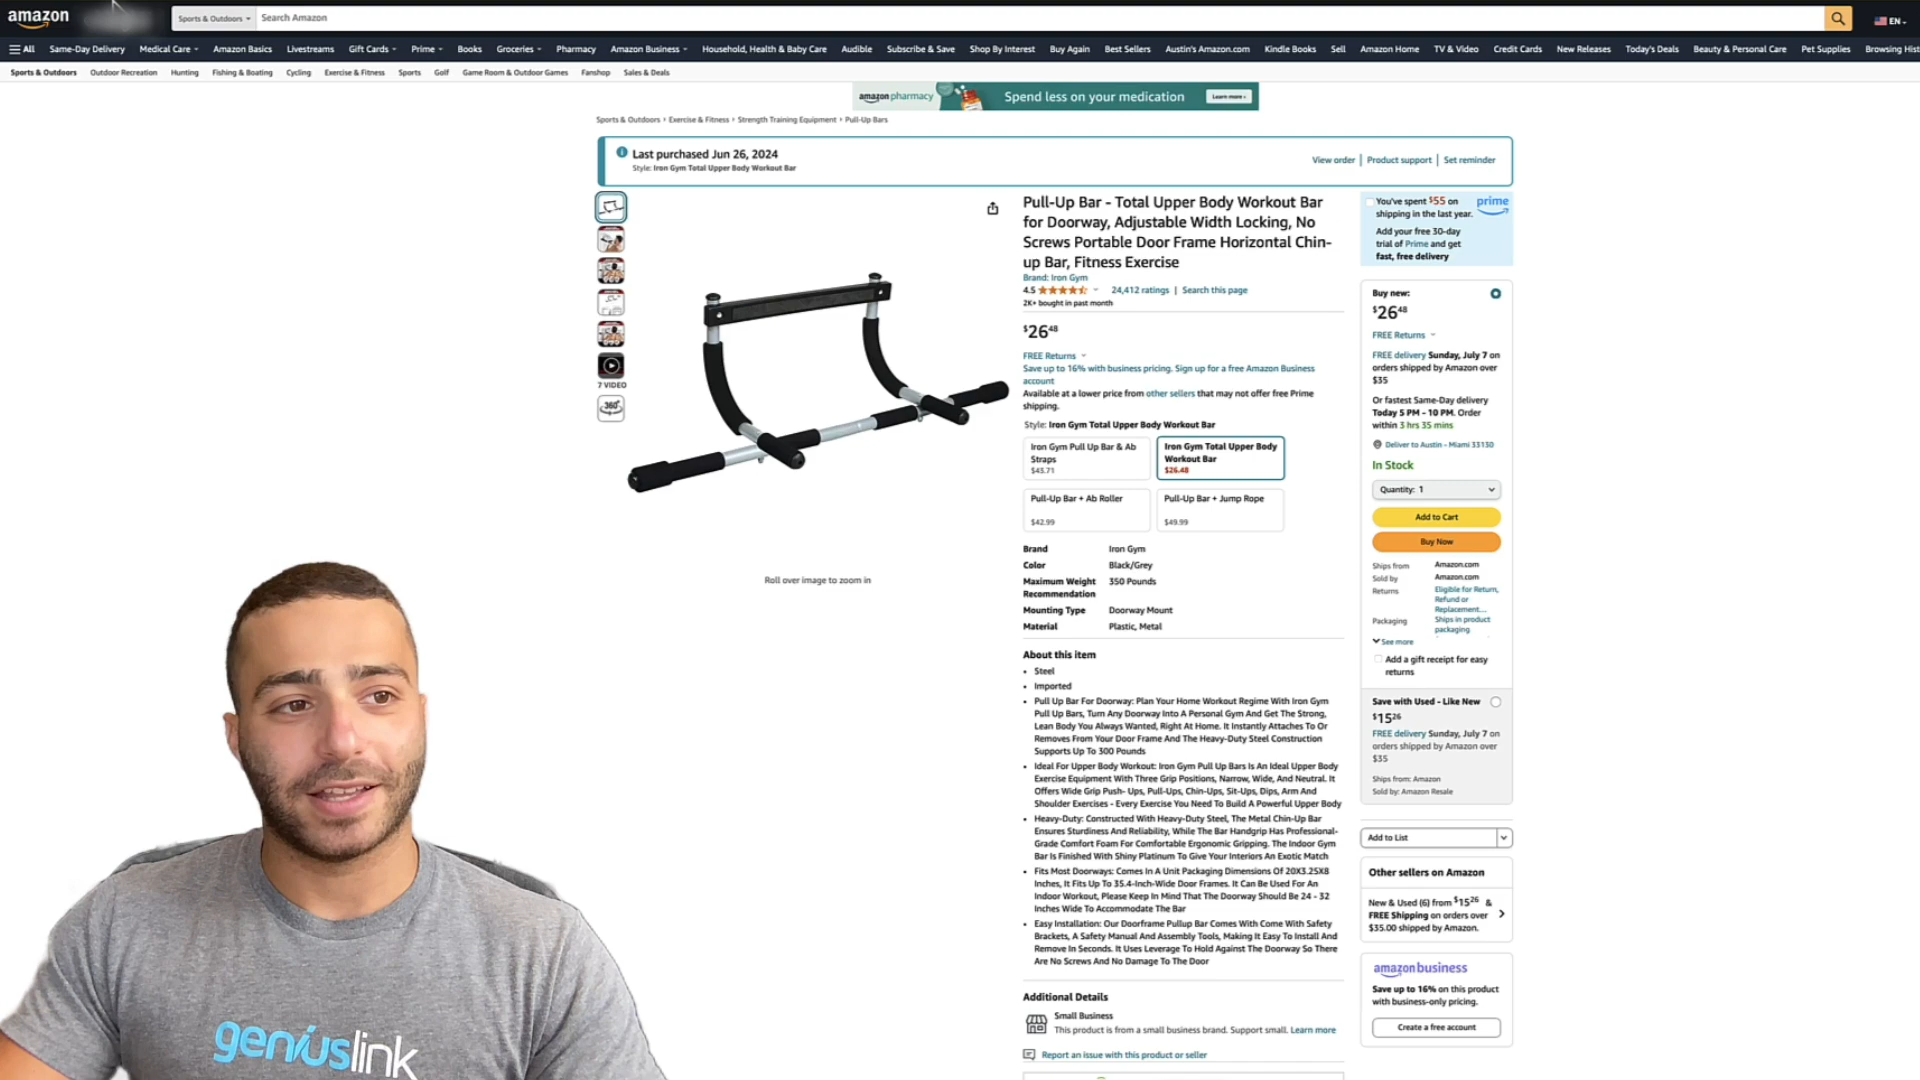 amazon
Sports & Outdoors
Search Amazon
EN
All Same-Day Delivery Medical Care Amazon Basics Livestreams Gift Cards Prime Books Groceries Pharmacy Amazon Business Household, Health & Baby Care Audible Subscribe & Save Shop By Interest Buy Again Best Sellers Austin's Amazon.com Kindle Books Sell Amazon Home TV & Video Credit Cards New Releases Today's Deals Beauty & Personal Care Pet Supplies Browsing Hist
Sports & Outdoors Outdoor Recreation Hunting Fishing & Boating Cycling Exercise & Fitness Sports Golf Game Room & Outdoor Games Fanshop Sales & Deals
amazon pharmacy Spend less on your medication Learn more ›
Sports & Outdoors › Exercise & Fitness › Strength Training Equipment › Pull-Up Bars
Last purchased Jun 26, 2024
Style: Iron Gym Total Upper Body Workout Bar
View order | Product support | Set reminder
7 VIDEO
360°
Roll over image to zoom in
Pull-Up Bar - Total Upper Body Workout Bar
for Doorway, Adjustable Width Locking, No
Screws Portable Door Frame Horizontal Chin-
up Bar, Fitness Exercise
Brand: Iron Gym
4.5 24,412 ratings | Search this page
2K+ bought in past month
$2648
FREE Returns
Save up to 16% with business pricing. Sign up for a free Amazon Business
account
Available at a lower price from other sellers that may not offer free Prime
shipping.
Style: Iron Gym Total Upper Body Workout Bar
Iron Gym Pull Up Bar & Ab
Straps
$43.71
Iron Gym Total Upper Body
Workout Bar
$26.48
Pull-Up Bar + Ab Roller
$42.99
Pull-Up Bar + Jump Rope
$49.99
Brand Iron Gym
Color Black/Grey
Maximum Weight 350 Pounds
Recommendation
Mounting Type Doorway Mount
Material Plastic, Metal
About this item
• Steel
• Imported
• Pull Up Bar For Doorway: Plan Your Home Workout Regime With Iron Gym
Pull Up Bars, Turn Any Doorway Into A Personal Gym And Get The Strong,
Lean Body You Always Wanted, Right At Home. It Instantly Attaches To Or
Removes From Your Door Frame And The Heavy-Duty Steel Construction
Supports Up To 300 Pounds
• Ideal For Upper Body Workout: Iron Gym Pull Up Bars Is An Ideal Upper Body
Exercise Equipment With Three Grip Positions, Narrow, Wide, And Neutral. It
Offers Wide Grip Push- Ups, Pull-Ups, Chin-Ups, Sit-Ups, Dips, Arm And
Shoulder Exercises - Every Exercise You Need To Build A Powerful Upper Body
• Heavy-Duty: Constructed With Heavy-Duty Steel, The Metal Chin-Up Bar
Ensures Sturdiness And Reliability, While The Bar Handgrip Has Professional-
Grade Comfort Foam For Comfortable Ergonomic Gripping. The Indoor Gym
Bar Is Finished With Shiny Platinum To Give Your Interiors An Exotic Match
• Fits Most Doorways: Comes In A Unit Packaging Dimensions Of 20X3.25X8
Inches, It Fits Up To 35.4-Inch-Wide Door Frames. It Can Be Used For An
Indoor Workout, Please Keep In Mind That The Doorway Should Be 24 - 32
Inches Wide To Accommodate The Bar
• Easy Installation: Our Doorframe Pullup Bar Comes With Come With Safety
Brackets, A Safety Manual And Assembly Tools, Making It Easy To Install And
Remove In Seconds. It Uses Leverage To Hold Against The Doorway So There
Are No Screws And No Damage To The Door
Additional Details
Small Business
This product is from a small business brand. Support small. Learn more
Report an issue with this product or seller
You've spent $55 on
shipping in the last year.
prime
Add your free 30-day
trial of Prime and get
fast, free delivery
Buy new:
$2648
FREE Returns
FREE delivery Sunday, July 7 on
orders shipped by Amazon over
$35
Or fastest Same-Day delivery
Today 5 PM - 10 PM. Order
within 3 hrs 35 mins
Deliver to Austin - Miami 33130
In Stock
Quantity: 1
Add to Cart
Buy Now
Ships from Amazon.com
Sold by Amazon.com
Returns Eligible for Return,
Refund or
Replacement...
Packaging Ships in product
packaging
See more
Add a gift receipt for easy
returns
Save with Used - Like New
$1526
FREE delivery Sunday, July 7 on
orders shipped by Amazon over
$35
Ships from: Amazon
Sold by: Amazon Resale
Add to List
Other sellers on Amazon
New & Used (6) from $1526 &
FREE Shipping on orders over
$35.00 shipped by Amazon.
amazon business
Save up to 16% on this product
with business-only pricing.
Create a free account
geniuslink